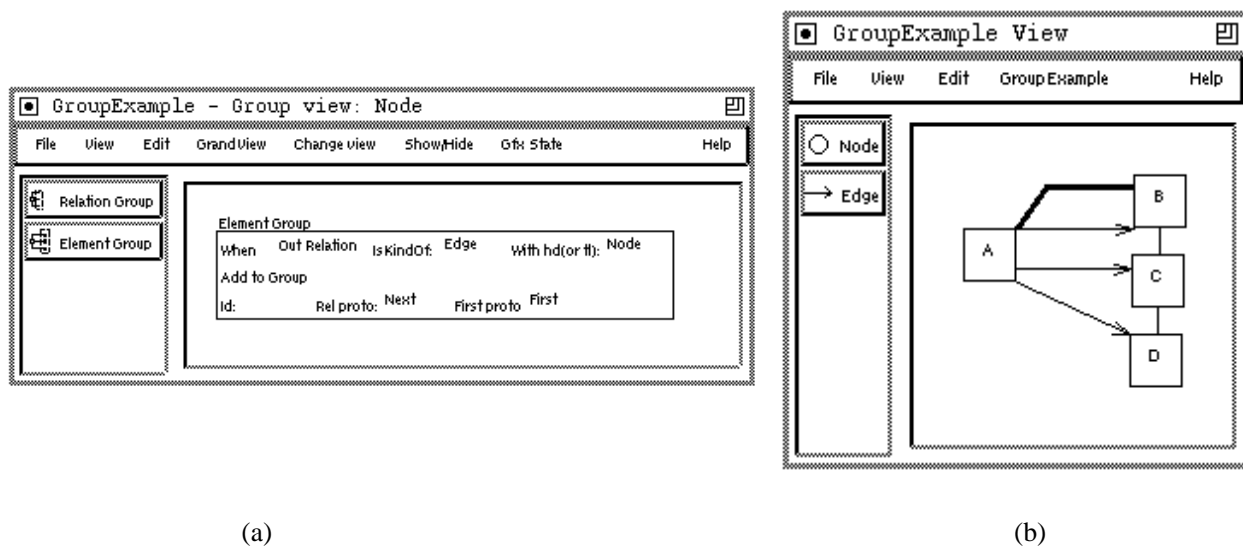 GroupExample - Group view: Node
File View Edit GrandView Change view Show/Hide Gfx State Help
Relation Group
Element Group
Element Group
When Out Relation IsKindOf: Edge With hd(or tl): Node
Add to Group
Id: Rel proto: Next First proto First
(a)
GroupExample View
File View Edit Group Example Help
Node
Edge
A
B
C
D
(b)